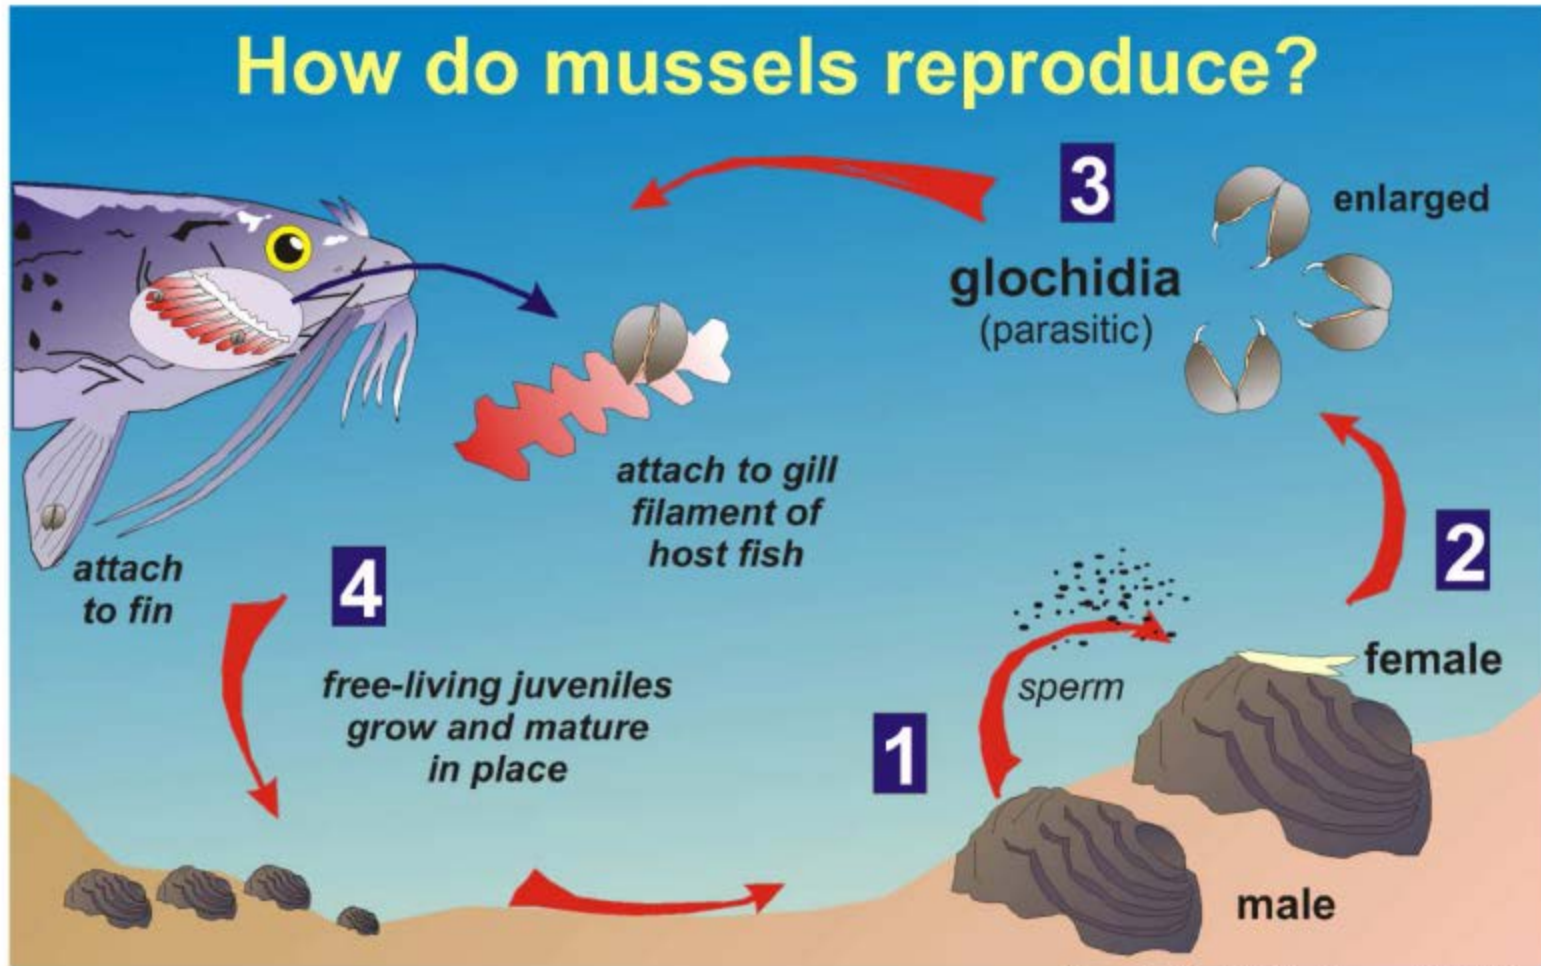 How do mussels reproduce?
3
enlarged
glochidia
(parasitic)
attach to gill
filament of
host fish
2
attach
to fin
4
free-living juveniles
grow and mature
in place
sperm
female
1
male